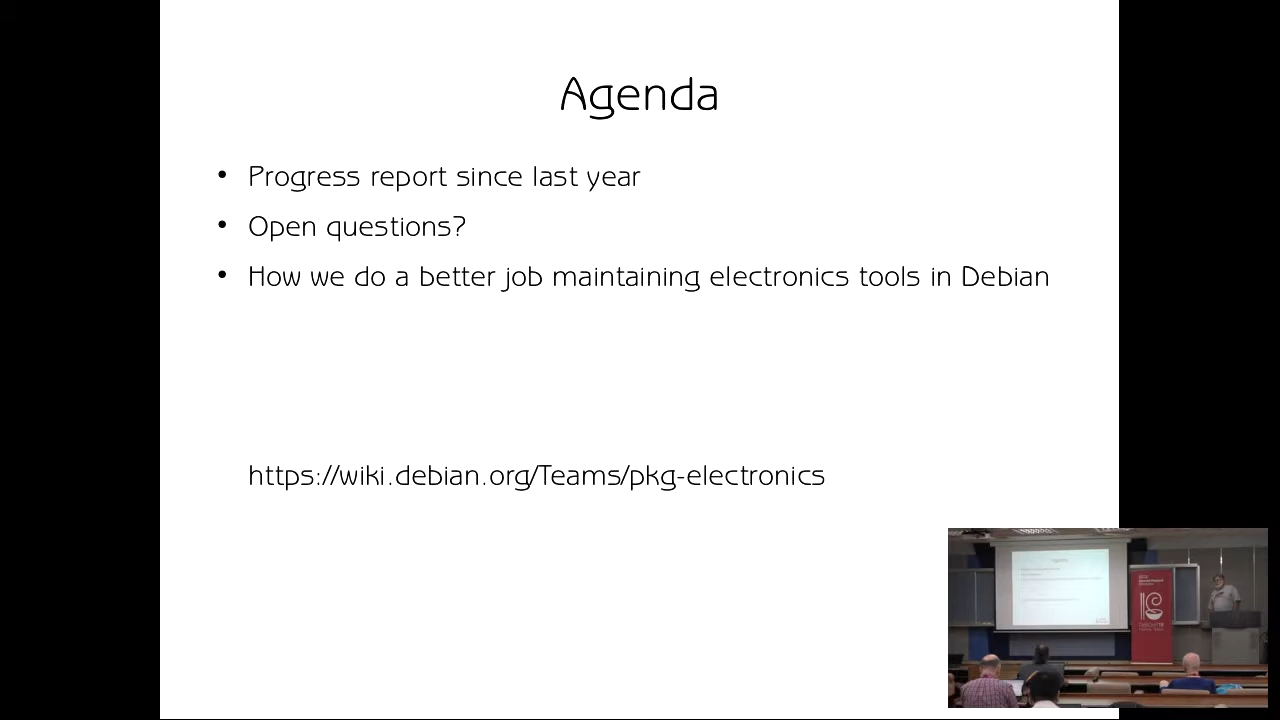 Agenda
• Progress report since last year
• Open questions?
• How we do a better job maintaining electronics tools in Debian
https://wiki.debian.org/Teams/pkg-electronics